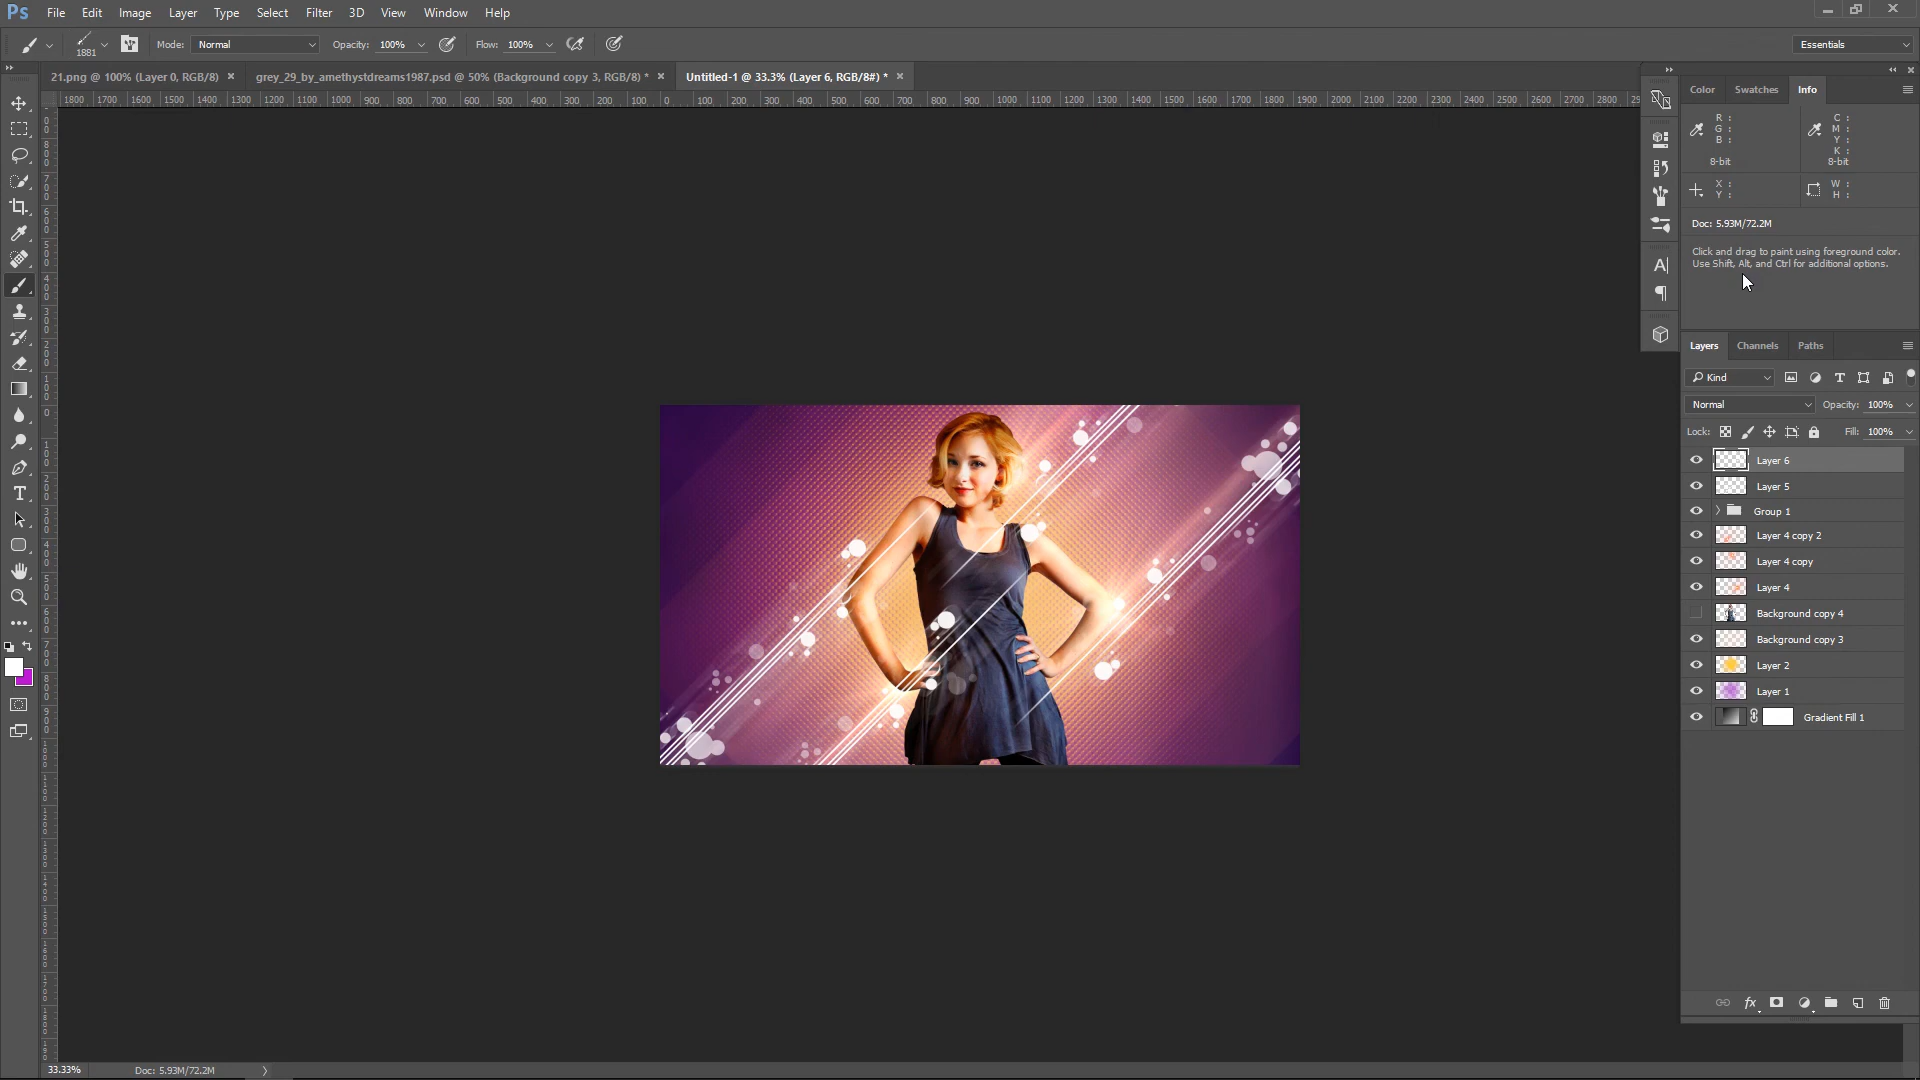 Ps File Edit Image Layer Type Select Filter 3D View Window Help
1881 Mode: Normal Opacity: 100% Flow: 100% Essentials
21.png @ 100% (Layer 0, RGB/8) × grey_29_by_amethystdreams1987.psd @ 50% (Background copy 3, RGB/8) * × Untitled-1 @ 33.3% (Layer 6, RGB/8#) * ×
1800 1700 1600 1500 1400 1300 1200 1100 1000 900 800 700 600 500 400 300 200 100 0 100 200 300 400 500 600 700 800 900 1000 1100 1200 1300 1400 1500 1600 1700 1800 1900 2000 2100 2200 2300 2400 2500 2600 2700 2800
Color Swatches Info
R : C :
G : M :
B : Y :
K :
8-bit 8-bit
X : W :
Y : H :
Doc: 5.93M/72.2M
Click and drag to paint using foreground color.
Use Shift, Alt, and Ctrl for additional options.
Layers Channels Paths
Kind
Normal Opacity: 100%
Lock: Fill: 100%
Layer 6
Layer 5
Group 1
Layer 4 copy 2
Layer 4 copy
Layer 4
Background copy 4
Background copy 3
Layer 2
Layer 1
Gradient Fill 1
fx
33.33% Doc: 5.93M/72.2M